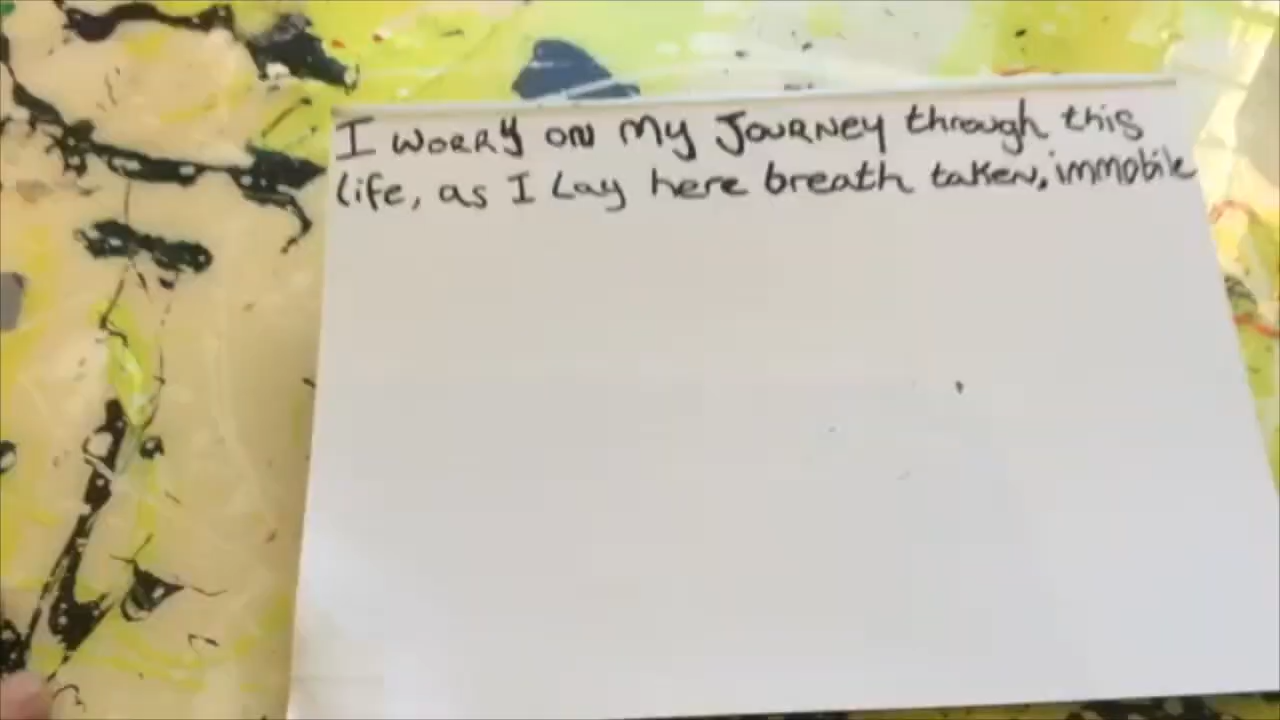 I WORRY ON My JOURNEY through this
Life, as I Lay here breath taken, immobile